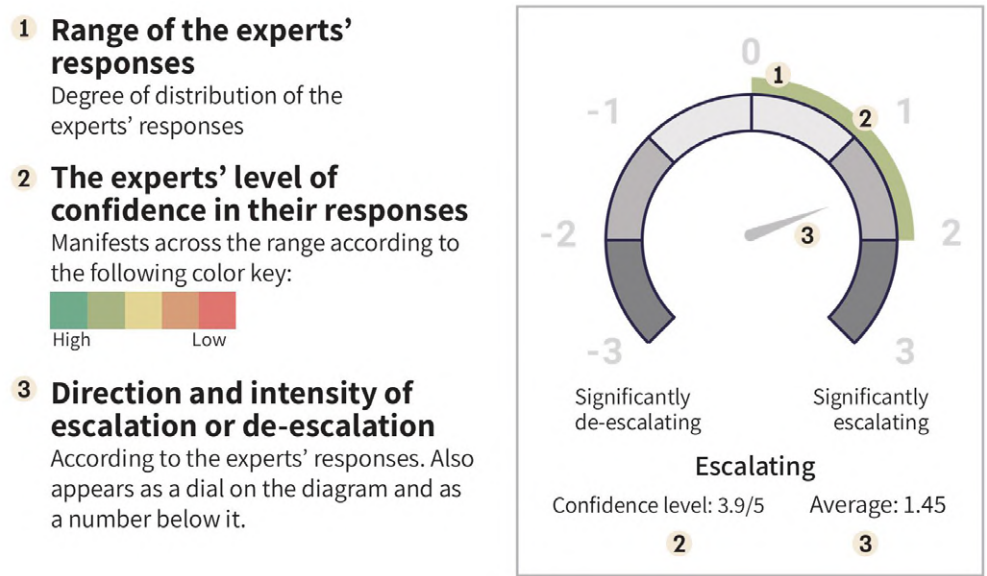 1 Range of the experts’
responses
Degree of distribution of the
experts’ responses
2 The experts’ level of
confidence in their responses
Manifests across the range according to
the following color key:
High Low
3 Direction and intensity of
escalation or de-escalation
According to the experts’ responses. Also
appears as a dial on the diagram and as
a number below it.
0
1
-1
2
1
-2
3
2
-3
3
Significantly
de-escalating
Significantly
escalating
Escalating
Confidence level: 3.9/5 Average: 1.45
2 3